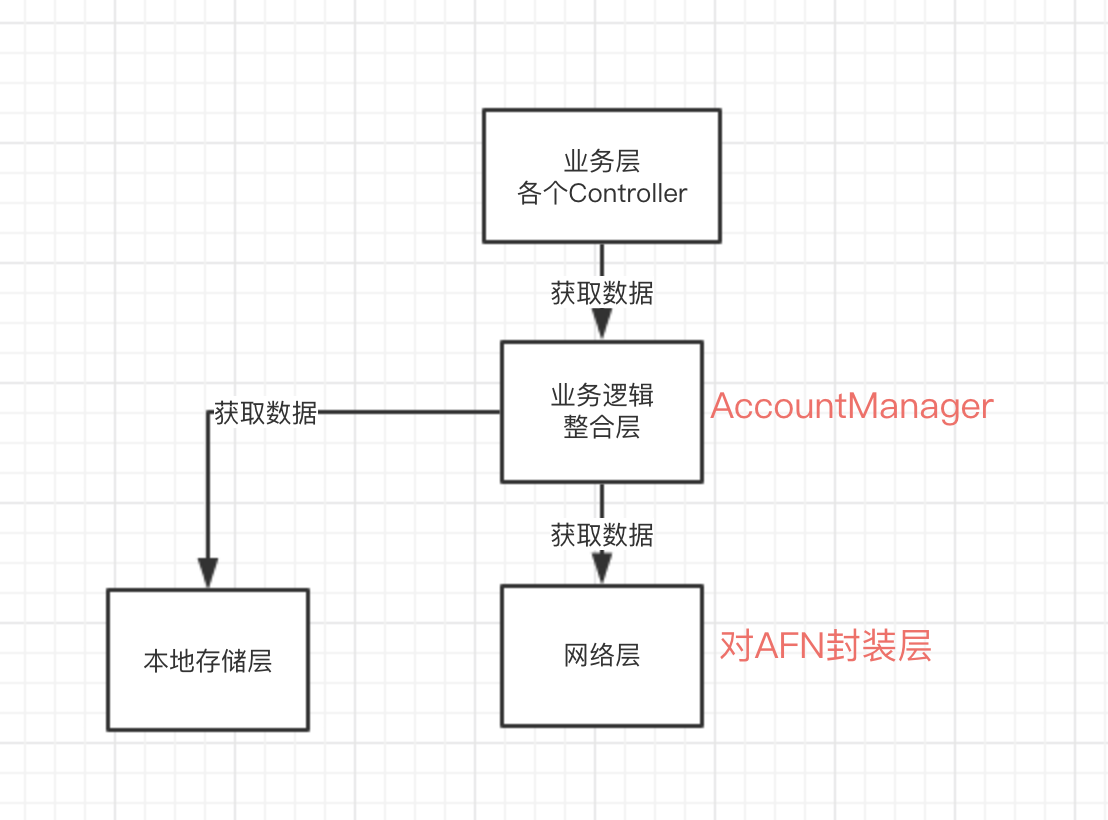 业务层
各个Controller
获取数据
业务逻辑
整合层
AccountManager
获取数据
获取数据
本地存储层
网络层
对AFN封装层